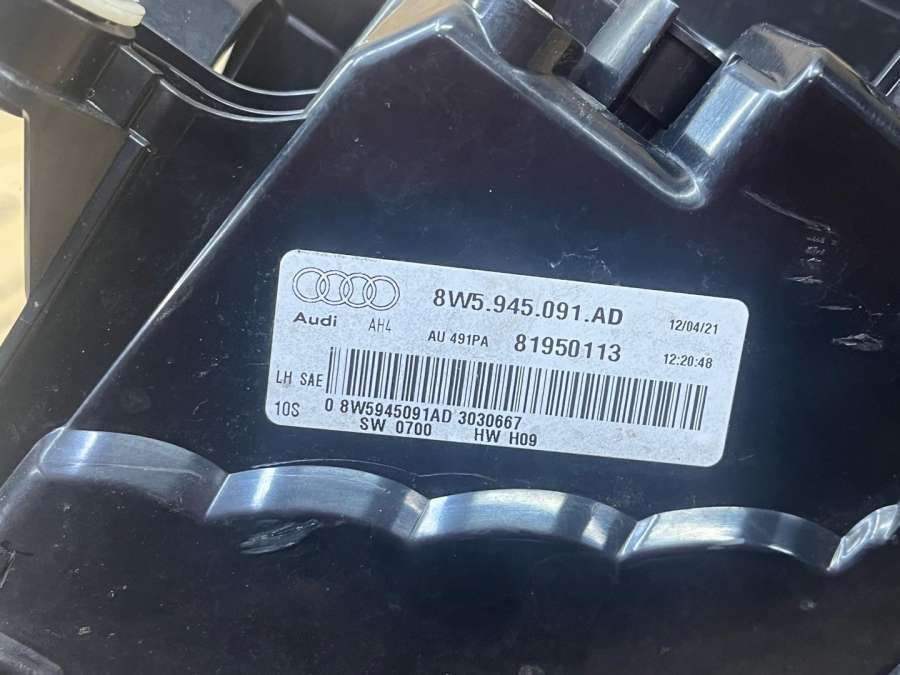 8W5.945.091.AD 12/04/21
Audi AH4 AU 491PA 81950113 12:20:48
LH SAE
10S 0 8W5945091AD 3030667
SW 0700 HW H09